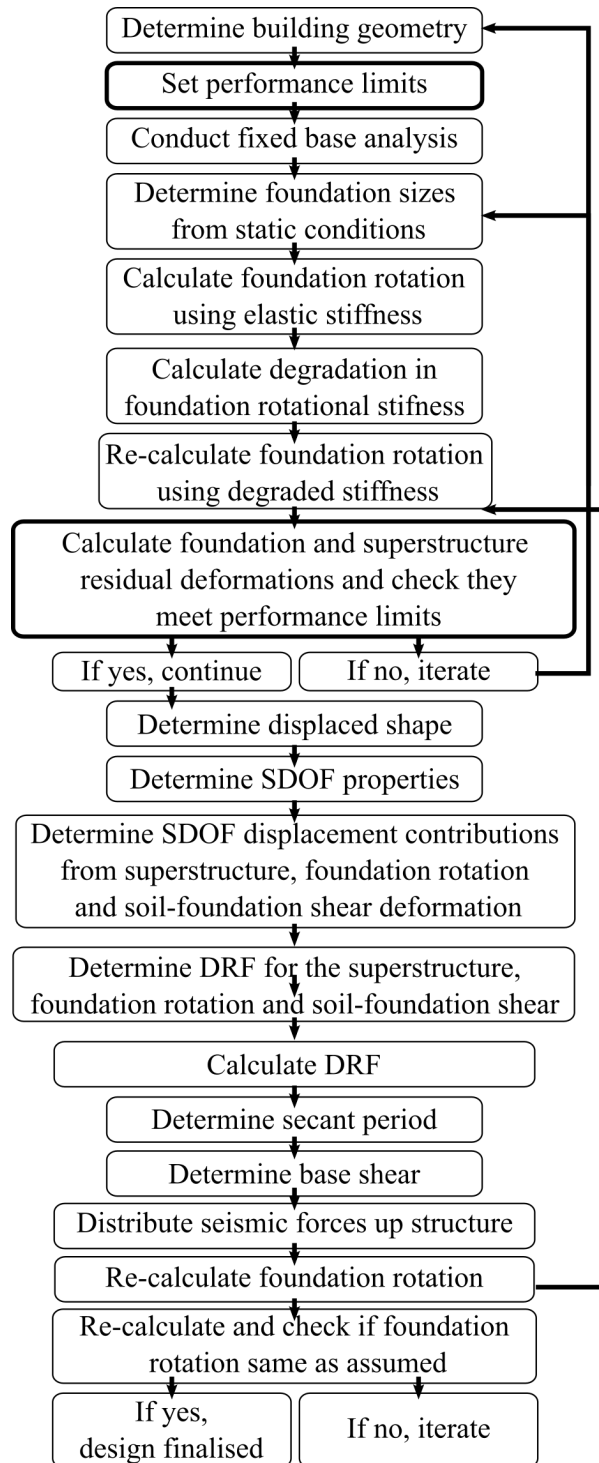 Determine building geometry
Set performance limits
Conduct fixed base analysis
Determine foundation sizes
from static conditions
Calculate foundation rotation
using elastic stiffness
Calculate degradation in
foundation rotational stifness
Re-calculate foundation rotation
using degraded stiffness
Calculate foundation and superstructure
residual deformations and check they
meet performance limits
If yes, continue
If no, iterate
Determine displaced shape
Determine SDOF properties
Determine SDOF displacement contributions
from superstructure, foundation rotation
and soil-foundation shear deformation
Determine DRF for the superstructure,
foundation rotation and soil-foundation shear
Calculate DRF
Determine secant period
Determine base shear
Distribute seismic forces up structure
Re-calculate foundation rotation
Re-calculate and check if foundation
rotation same as assumed
If yes,
design finalised
If no, iterate